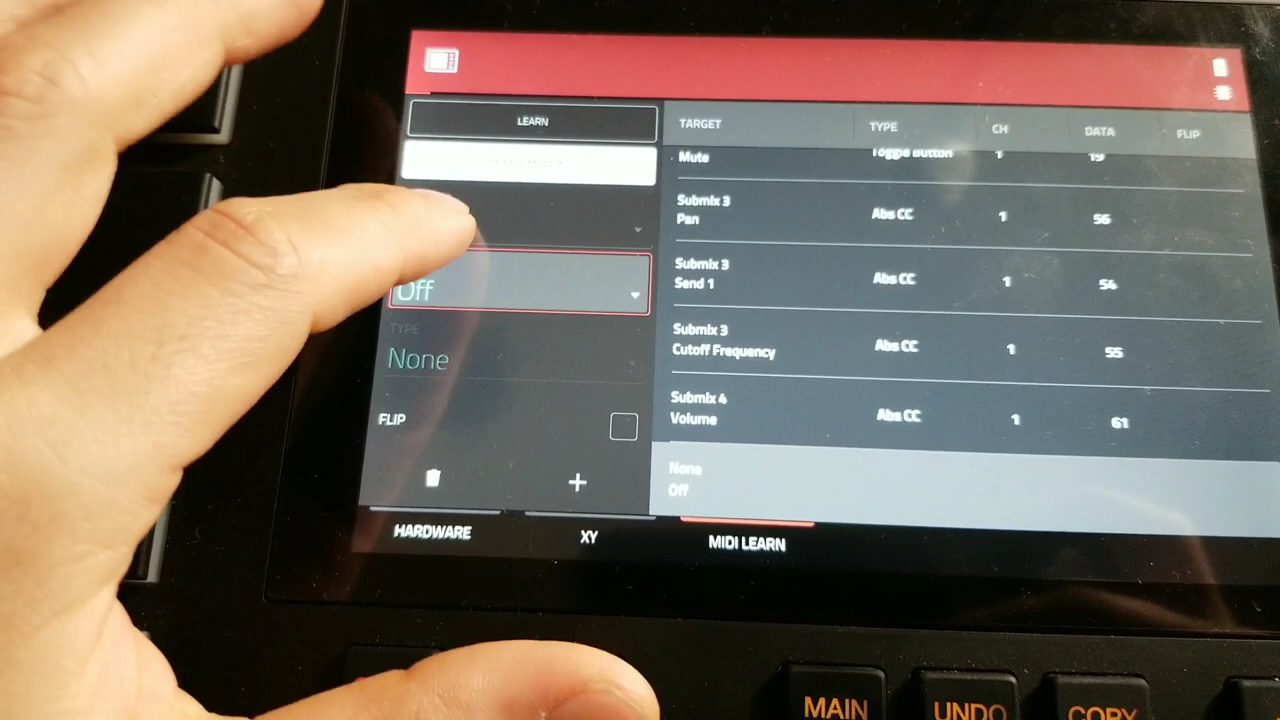 LEARN
TARGET TYPE CH DATA FLIP
Mute Toggle Button 1 19
Submix 3
Pan Abs CC 1 56
Off
Submix 3
Send 1 Abs CC 1 54
TYPE
None
Submix 3
Cutoff Frequency Abs CC 1 55
FLIP
Submix 4
Volume Abs CC 1 61
None
Off
HARDWARE XY MIDI LEARN
MAIN UNDO COPY